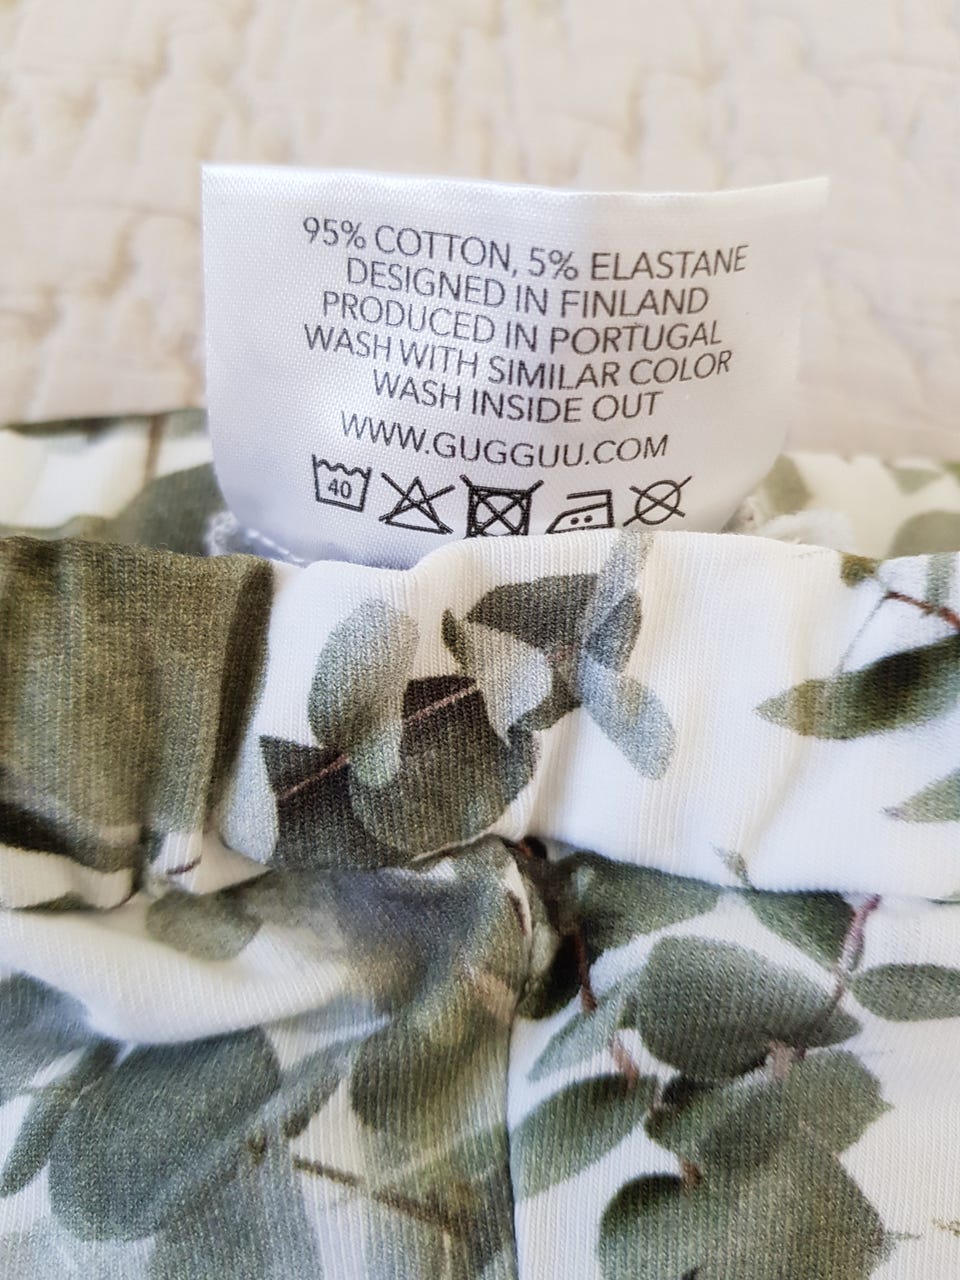 95% COTTON, 5% ELASTANE
DESIGNED IN FINLAND
PRODUCED IN PORTUGAL
WASH WITH SIMILAR COLOR
WASH INSIDE OUT
WWW.GUGGUU.COM
40